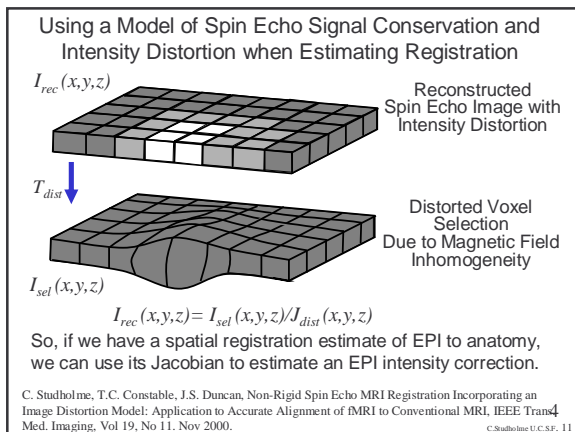 Using a Model of Spin Echo Signal Conservation and
Intensity Distortion when Estimating Registration
I_rec(x,y,z)
Reconstructed
Spin Echo Image with
Intensity Distortion
T_dist
Distorted Voxel
Selection
Due to Magnetic Field
Inhomogeneity
I_sel(x,y,z)
I_rec(x,y,z)= I_sel(x,y,z)/J_dist(x,y,z)
So, if we have a spatial registration estimate of EPI to anatomy,
we can use its Jacobian to estimate an EPI intensity correction.
C. Studholme, T.C. Constable, J.S. Duncan, Non-Rigid Spin Echo MRI Registration Incorporating an
Image Distortion Model: Application to Accurate Alignment of fMRI to Conventional MRI, IEEE Trans
Med. Imaging, Vol 19, No 11. Nov 2000.
4
C.Studholme U.C.S.F. 11